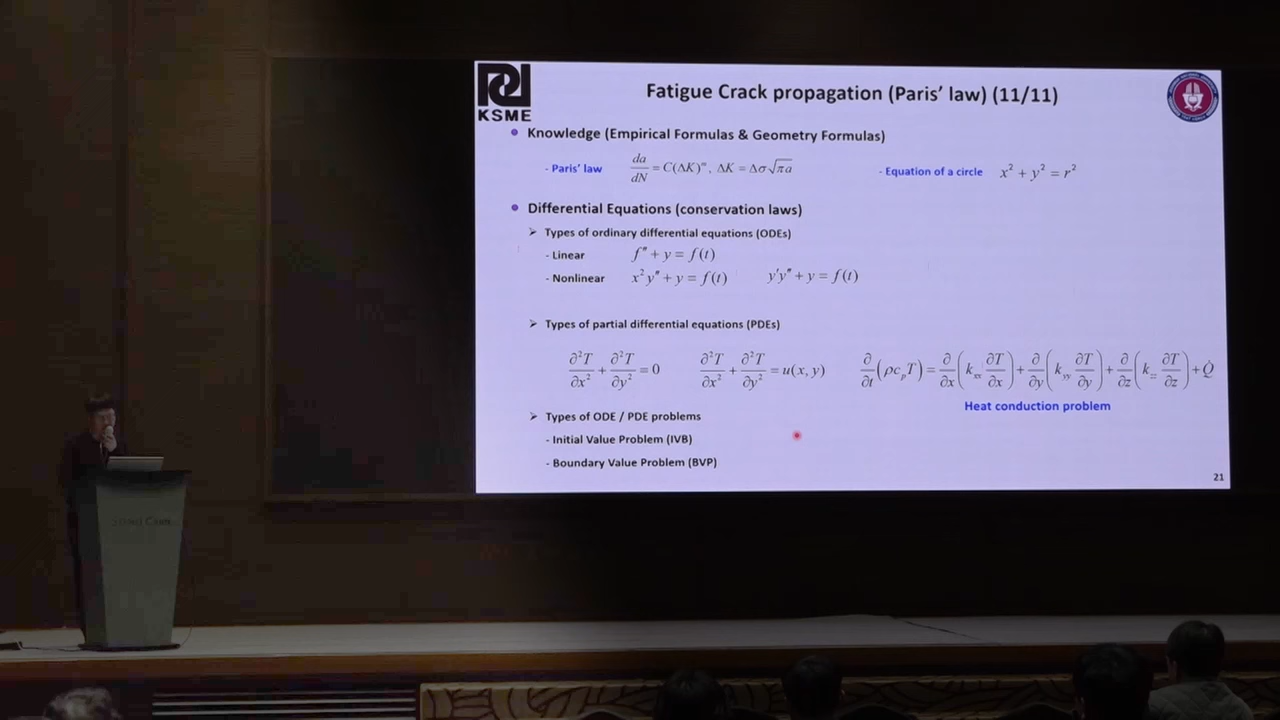 KSME
Fatigue Crack propagation (Paris' law) (11/11)
• Knowledge (Empirical Formulas & Geometry Formulas)
- Paris' law da/dN = C(ΔK)^m, ΔK = Δσ√πa - Equation of a circle x² + y² = r²
• Differential Equations (conservation laws)
➢ Types of ordinary differential equations (ODEs)
- Linear f″ + y = f(t)
- Nonlinear x²y″ + y = f(t) y′y″ + y = f(t)
➢ Types of partial differential equations (PDEs)
∂²T/∂x² + ∂²T/∂y² = 0 ∂²T/∂x² + ∂²T/∂y² = u(x, y) ∂/∂t(ρc_pT) = ∂/∂x(k_xx ∂T/∂x) + ∂/∂y(k_yy ∂T/∂y) + ∂/∂z(k_zz ∂T/∂z) + Q̇
Heat conduction problem
➢ Types of ODE / PDE problems
- Initial Value Problem (IVB)
- Boundary Value Problem (BVP)
21